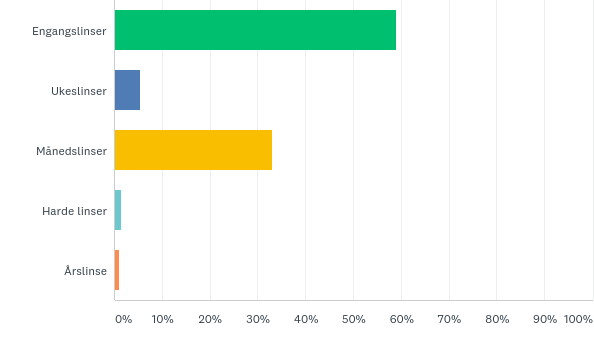 Engangslinser
Ukeslinser
Månedslinser
Harde linser
Årslinse
0% 10% 20% 30% 40% 50% 60% 70% 80% 90% 100%